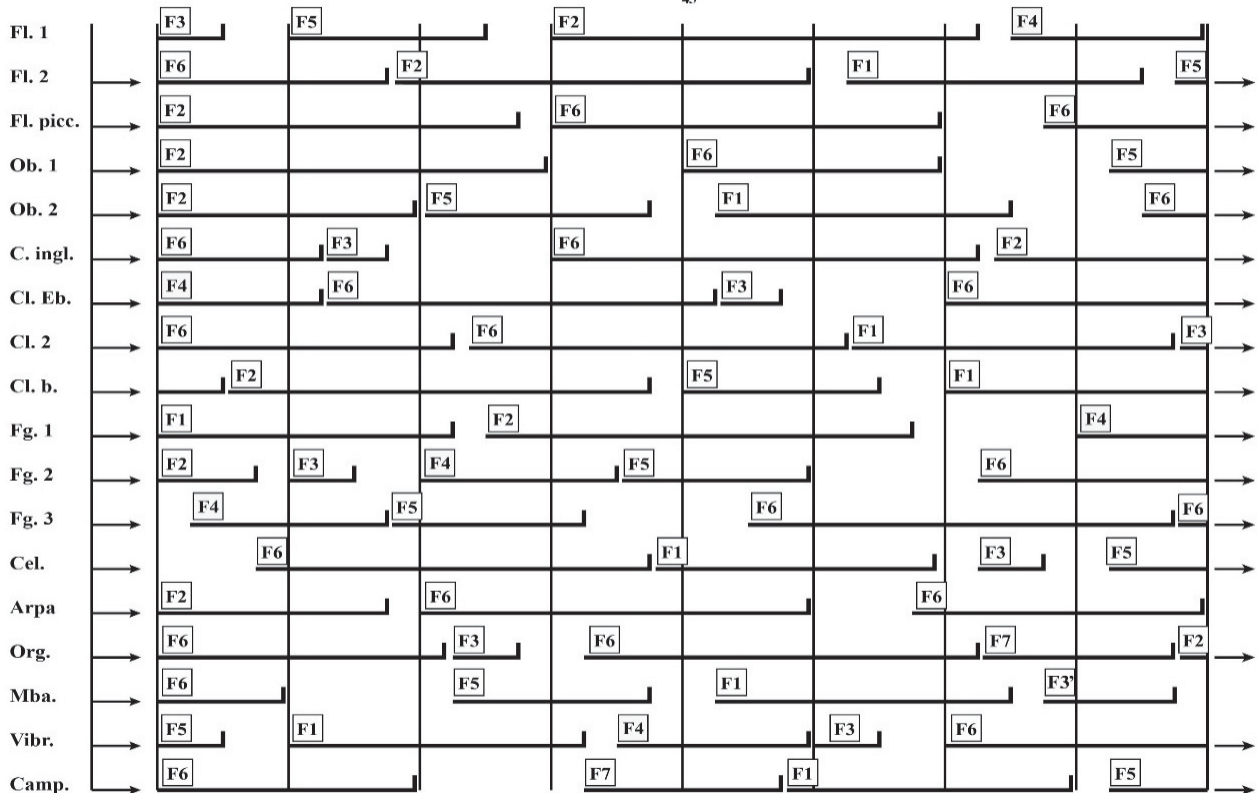 Fl. 1 F3 F5 F2 F4
Fl. 2 F6 F2 F1 F5
Fl. picc. F2 F6 F6
Ob. 1 F2 F6 F5
Ob. 2 F2 F5 F1 F6
C. ingl. F6 F3 F6 F2
Cl. Eb. F4 F6 F3 F6
Cl. 2 F6 F6 F1 F3
Cl. b. F2 F5 F1
Fg. 1 F1 F2 F4
Fg. 2 F2 F3 F4 F5 F6
Fg. 3 F4 F5 F6 F6
Cel. F6 F1 F3 F5
Arpa F2 F6 F6
Org. F6 F3 F6 F7 F2
Mba. F6 F5 F1 F3'
Vibr. F5 F1 F4 F3 F6
Camp. F6 F7 F1 F5